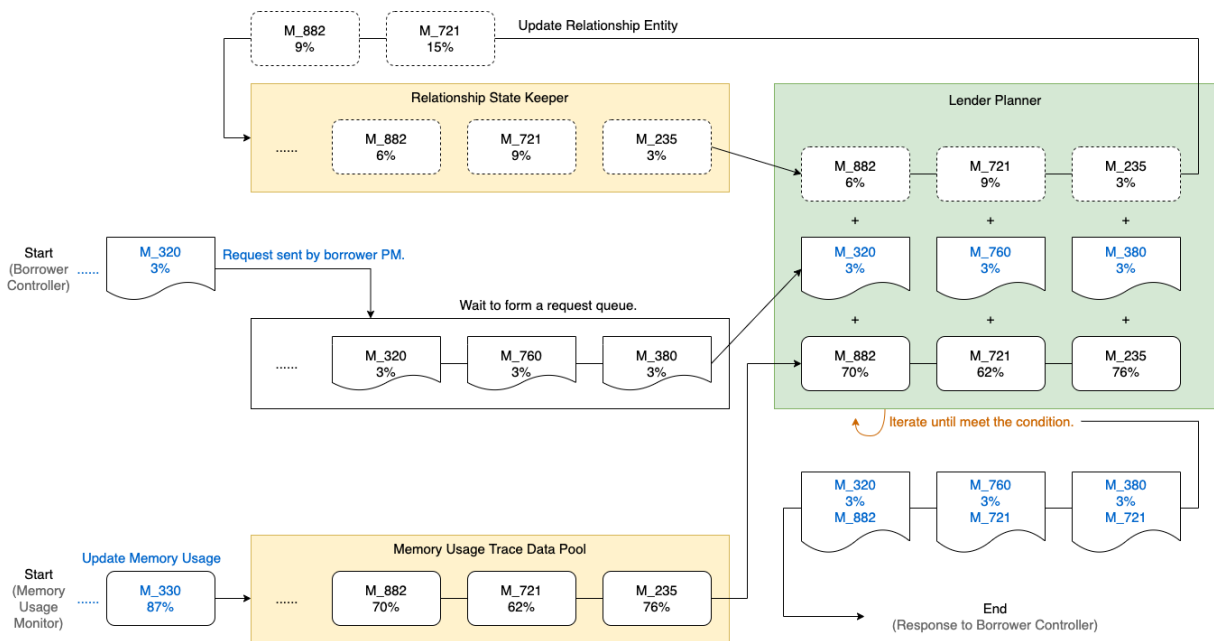 M_882
9%
M_721
15%
Update Relationship Entity
Relationship State Keeper
......
M_882
6%
M_721
9%
M_235
3%
Lender Planner
M_882
6%
M_721
9%
M_235
3%
+
+
+
M_320
3%
M_760
3%
M_380
3%
+
+
+
M_882
70%
M_721
62%
M_235
76%
Iterate until meet the condition.
Start
(Borrower
Controller)
......
M_320
3%
Request sent by borrower PM.
Wait to form a request queue.
......
M_320
3%
M_760
3%
M_380
3%
M_320
3%
M_882
M_760
3%
M_721
M_380
3%
M_721
Update Memory Usage
Start
(Memory
Usage
Monitor)
......
M_330
87%
Memory Usage Trace Data Pool
......
M_882
70%
M_721
62%
M_235
76%
End
(Response to Borrower Controller)